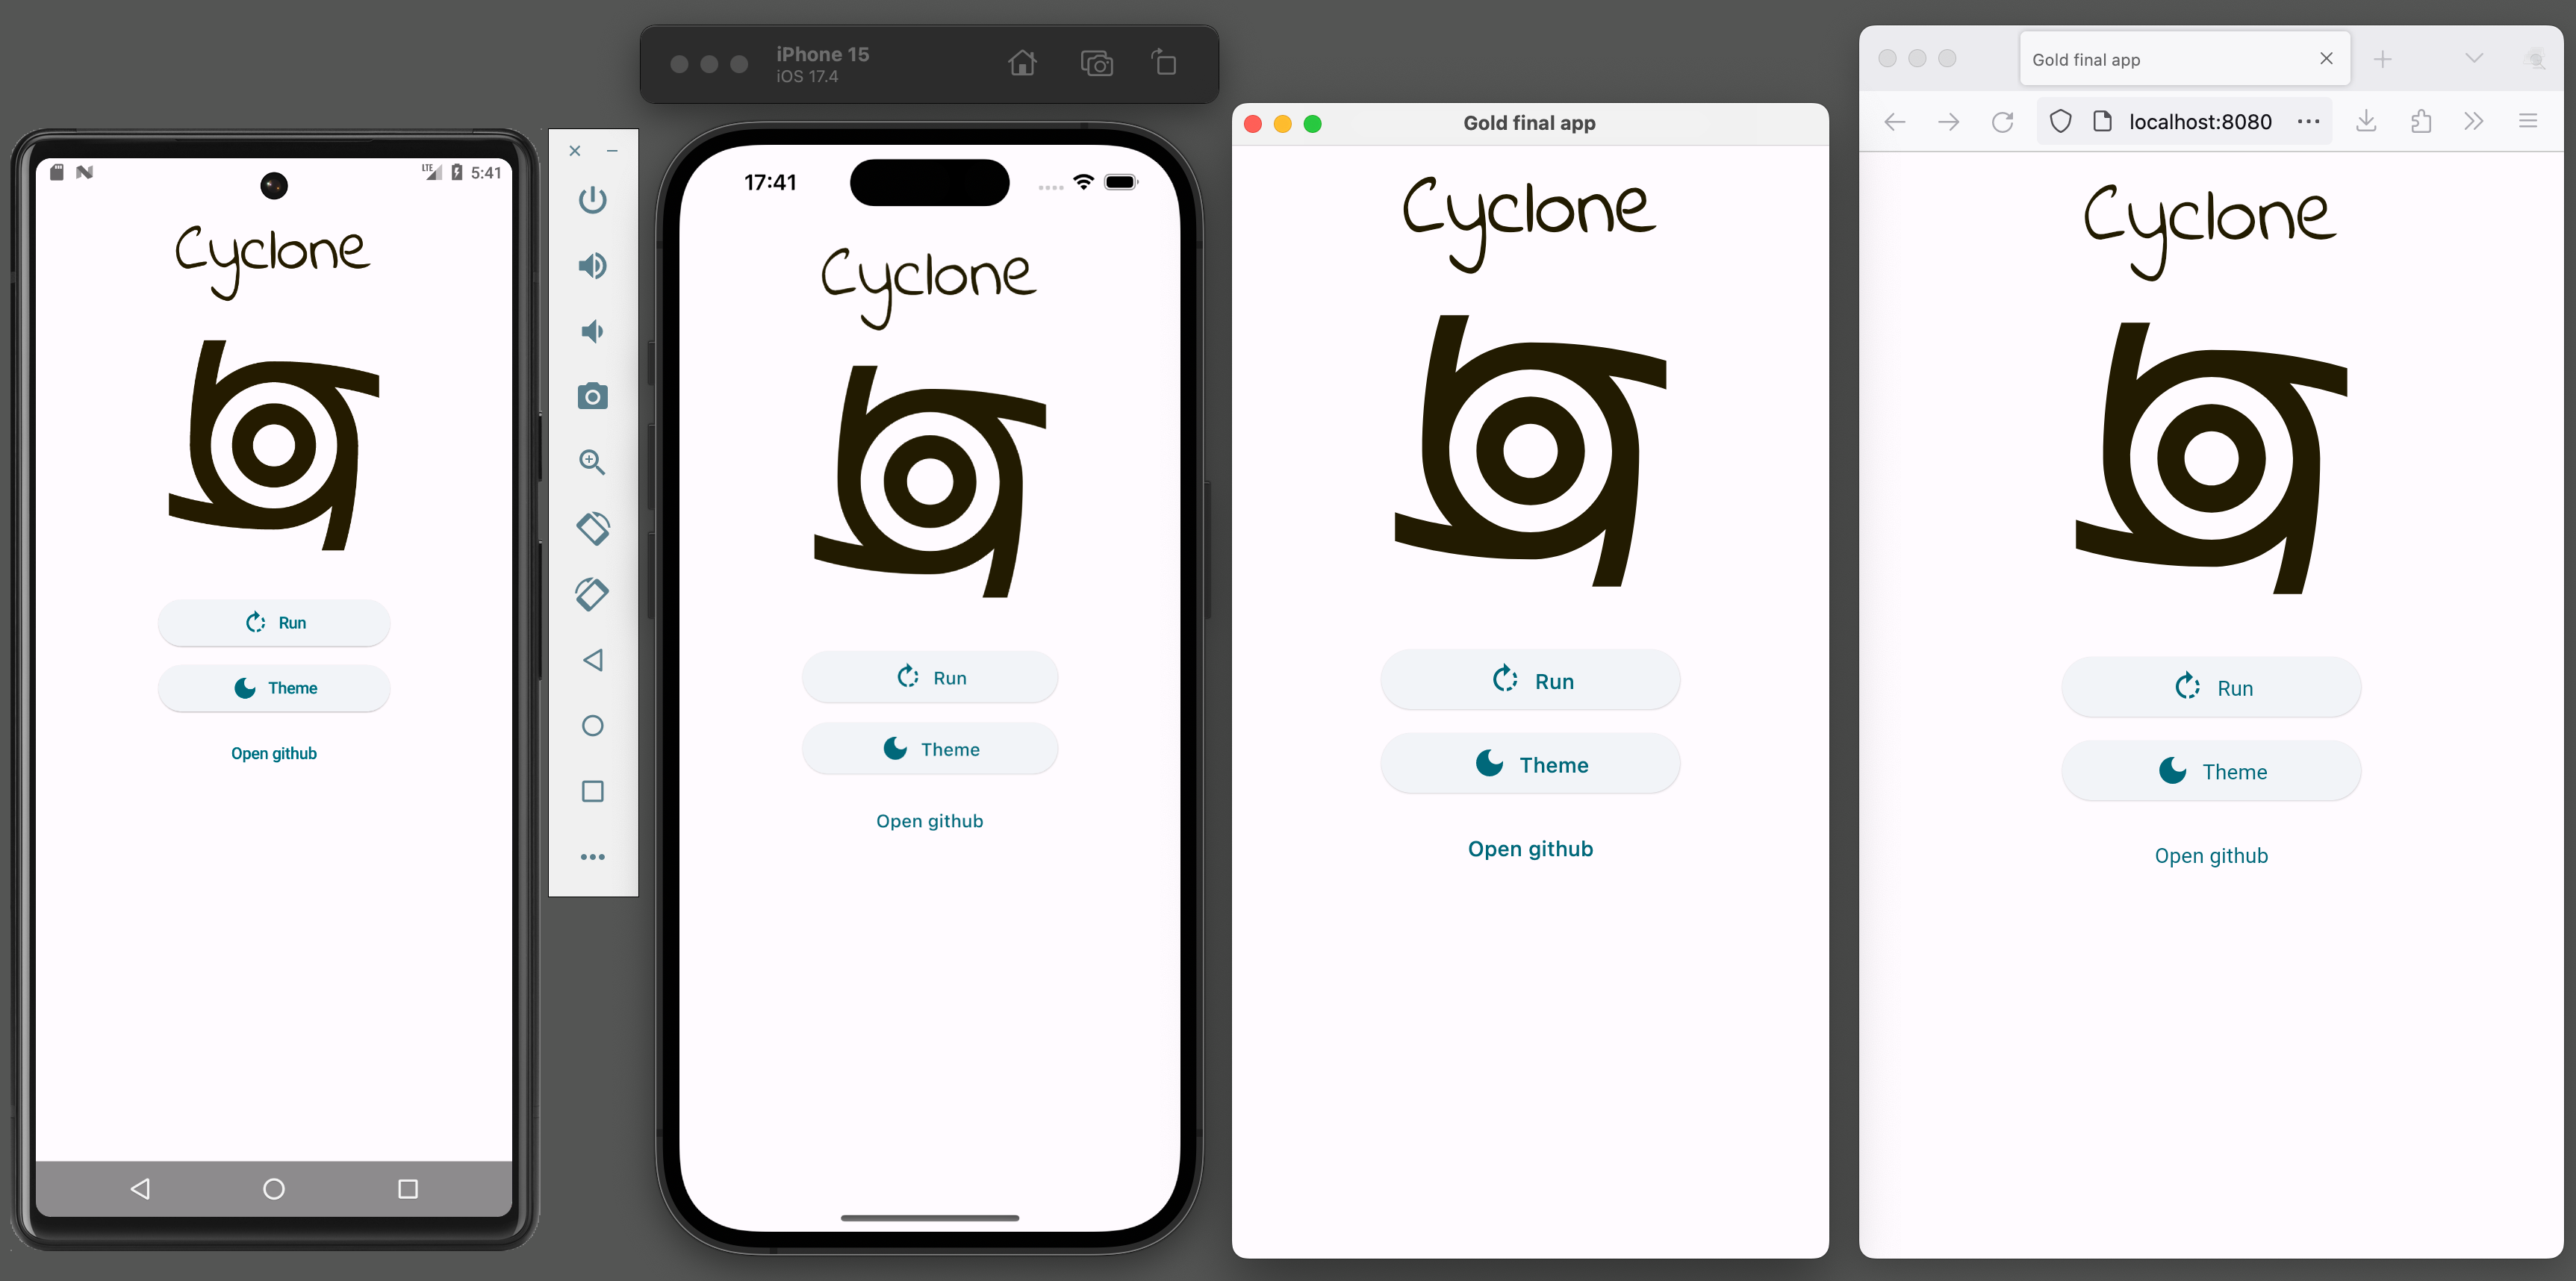 LTE 5:41
Cyclone
Run
Theme
Open github
iPhone 15
iOS 17.4
17:41
Cyclone
Run
Theme
Open github
Gold final app
Cyclone
Run
Theme
Open github
Gold final app
localhost:8080
Cyclone
Run
Theme
Open github